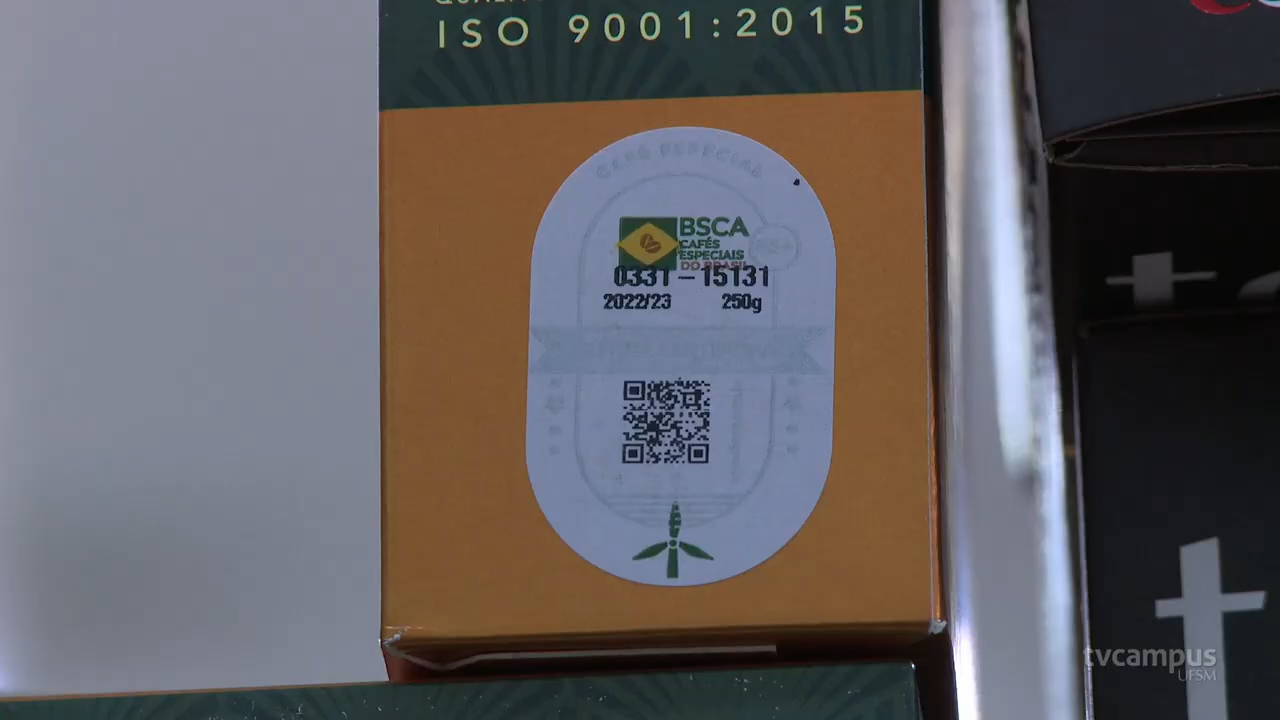 ISO 9001:2015
CAFÉ ESPECIAL
BSCA
CAFÉS
ESPECIAIS
DO BRASIL
0331-15131
2022/23 250g
t
t
tvcampus
UFSM